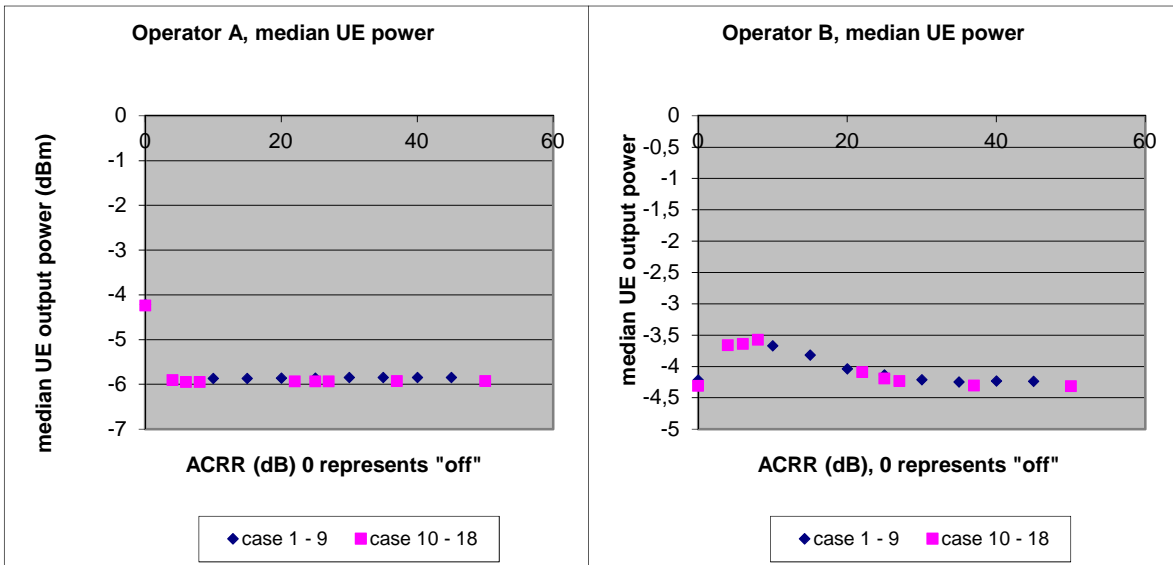 Operator A, median UE power
median UE output power (dBm)
0
-1
-2
-3
-4
-5
-6
-7
0
20
40
60
ACRR (dB) 0 represents "off"
case 1 - 9
case 10 - 18
Operator B, median UE power
median UE output power
0
-0,5
-1
-1,5
-2
-2,5
-3
-3,5
-4
-4,5
-5
0
20
40
60
ACRR (dB), 0 represents "off"
case 1 - 9
case 10 - 18